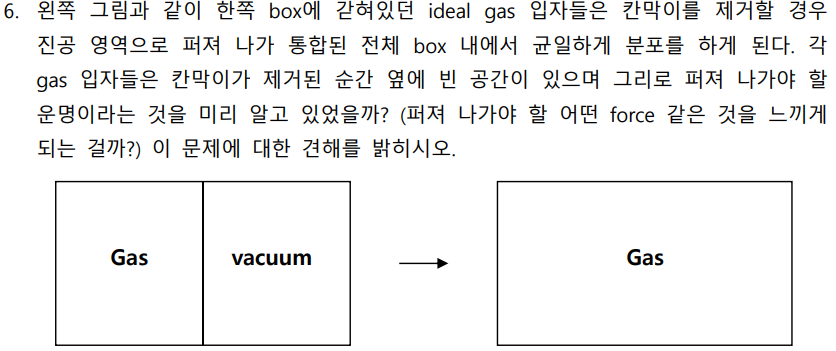 6. 왼쪽 그림과 같이 한쪽 box에 갇혀있던 ideal gas 입자들은 칸막이를 제거할 경우
진공 영역으로 퍼져 나가 통합된 전체 box 내에서 균일하게 분포를 하게 된다. 각
gas 입자들은 칸막이가 제거된 순간 옆에 빈 공간이 있으며 그리로 퍼져 나가야 할
운명이라는 것을 미리 알고 있었을까? (퍼져 나가야 할 어떤 force 같은 것을 느끼게
되는 걸까?) 이 문제에 대한 견해를 밝히시오.
Gas vacuum Gas